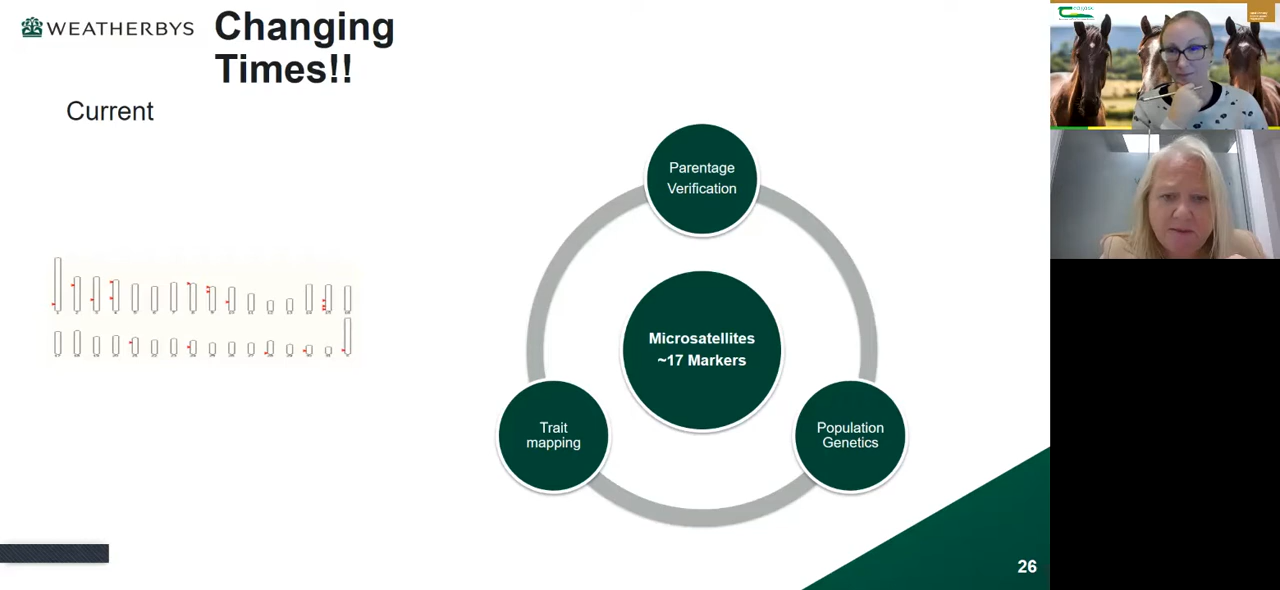 WEATHERBYS
Changing
Times!!
Current
Parentage
Verification
Microsatellites
~17 Markers
Trait
mapping
Population
Genetics
26